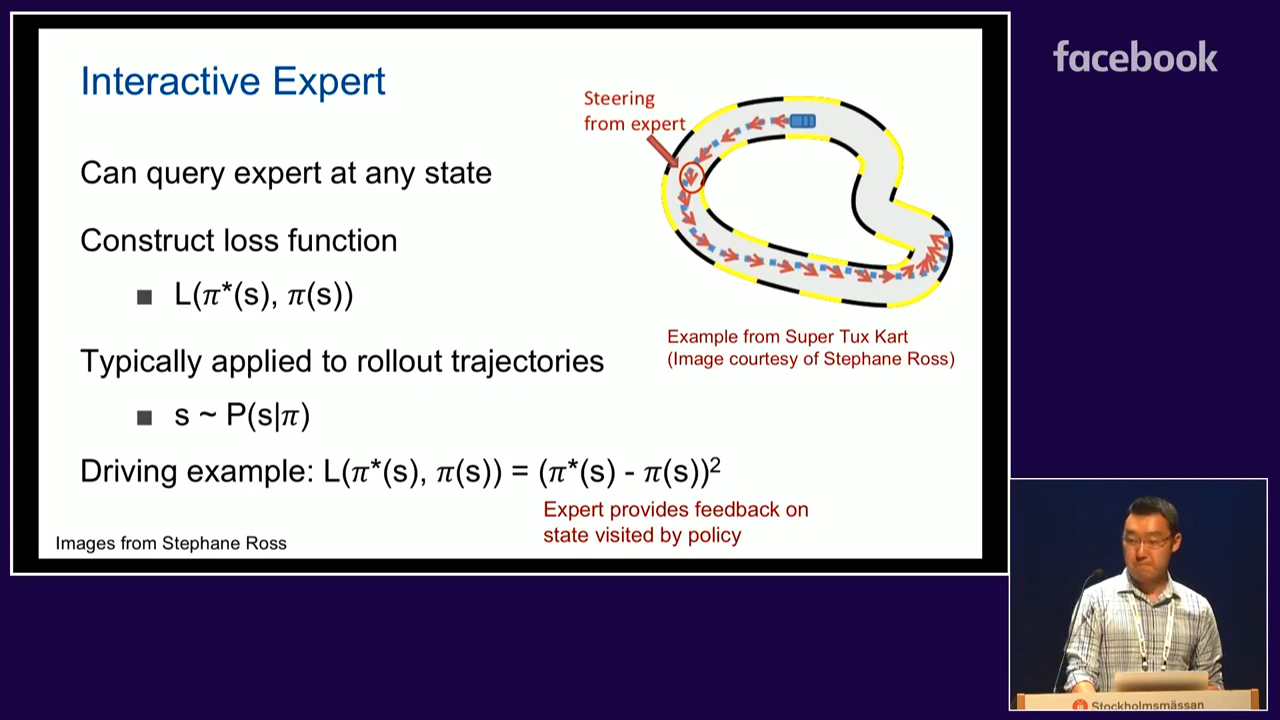 Interactive Expert
Steering
from expert
Can query expert at any state
Construct loss function
■ L(π*(s), π(s))
Example from Super Tux Kart
(Image courtesy of Stephane Ross)
Typically applied to rollout trajectories
■ s ~ P(s|π)
Driving example: L(π*(s), π(s)) = (π*(s) - π(s))²
Expert provides feedback on
state visited by policy
Images from Stephane Ross
facebook
Stockholmsmässan